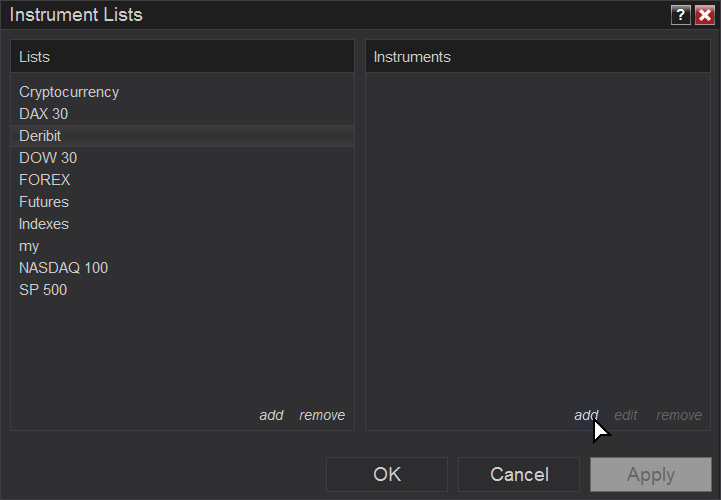 Instrument Lists
?
Lists
Cryptocurrency
DAX 30
Deribit
DOW 30
FOREX
Futures
Indexes
my
NASDAQ 100
SP 500
add remove
Instruments
add edit remove
OK Cancel Apply